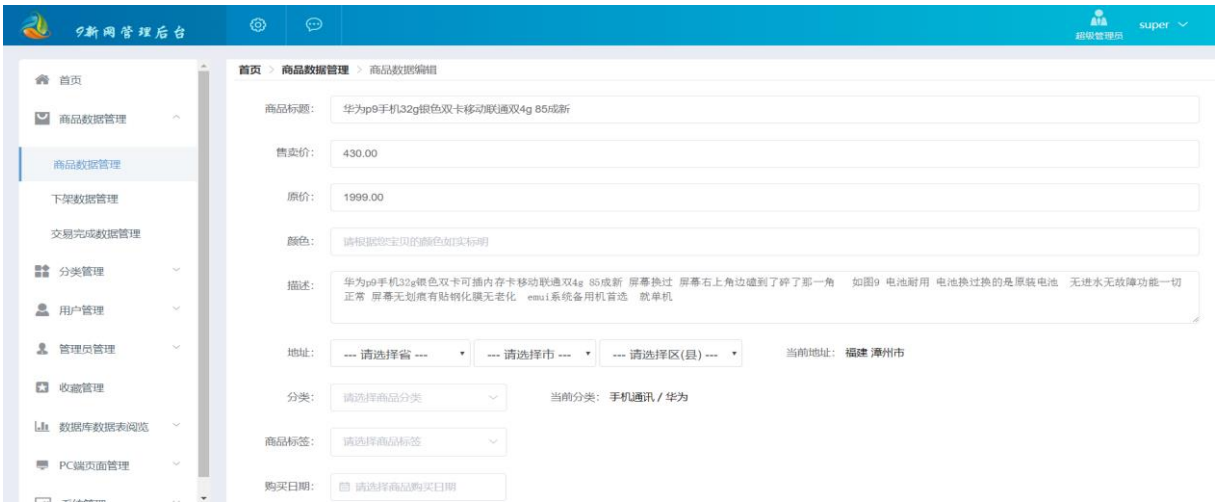 9新网管理后台
超级管理员
super
首页
商品数据管理
商品数据管理
下架数据管理
交易完成数据管理
分类管理
用户管理
管理员管理
收藏管理
数据库数据表阅览
PC端页面管理
首页 > 商品数据管理 > 商品数据编辑
商品标题: 华为p9手机32g银色双卡移动联通双4g 85成新
售卖价: 430.00
原价: 1999.00
颜色: 请根据您宝贝的颜色如实标明
描述: 华为p9手机32g银色双卡可插内存卡移动联通双4g 85成新 屏幕换过 屏幕右上角边磕到了碎了那一角 如图9 电池耐用 电池换过换的是原装电池 无进水无故障功能一切
正常 屏幕无划痕有贴钢化膜无老化 emui系统备用机首选 就单机
地址: --- 请选择省 --- --- 请选择市 --- --- 请选择区(县) --- 当前地址: 福建 漳州市
分类: 请选择商品分类 当前分类: 手机通讯 / 华为
商品标签: 请选择商品标签
购买日期: 请选择商品购买日期